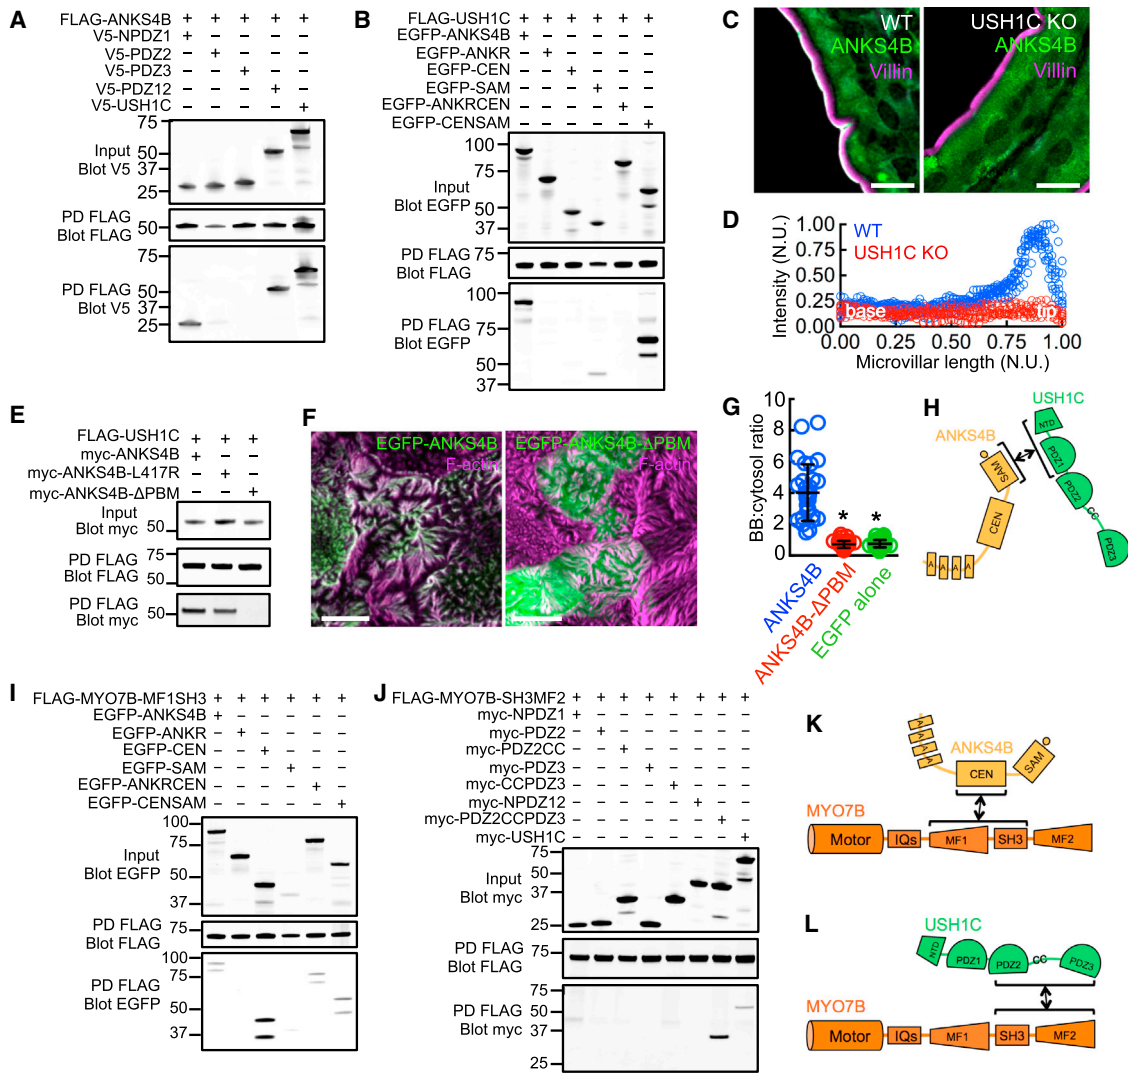 A
FLAG-ANKS4B + + + + +
V5-NPDZ1 + – – – –
V5-PDZ2 – + – – –
V5-PDZ3 – – + – –
V5-PDZ12 – – – + –
V5-USH1C – – – – +
75
Input 50
Blot V5 37
25
PD FLAG 50
Blot FLAG
PD FLAG 50
Blot V5 37
25
B
FLAG-USH1C + + + + + +
EGFP-ANKS4B + – – – – –
EGFP-ANKR – + – – – –
EGFP-CEN – – + – – –
EGFP-SAM – – – + – –
EGFP-ANKRCEN – – – – + –
EGFP-CENSAM – – – – – +
100
75
Input
Blot EGFP 50
37
PD FLAG 75
Blot FLAG
100
PD FLAG 75
Blot EGFP
50
37
C
WT
ANKS4B
Villin
USH1C KO
ANKS4B
Villin
D
Intensity (N.U.)
1.00
0.75
0.50
0.25
0.00
WT
USH1C KO
base
tip
0.00 0.25 0.50 0.75 1.00
Microvillar length (N.U.)
E
FLAG-USH1C + + +
myc-ANKS4B + – –
myc-ANKS4B-L417R – + –
myc-ANKS4B-ΔPBM – – +
Input
Blot myc 50
PD FLAG 75
Blot FLAG 50
PD FLAG
Blot myc 50
F
EGFP-ANKS4B
F-actin
EGFP-ANKS4B-ΔPBM
F-actin
G
BB:cytosol ratio
10
8
6
4
2
0
* *
ANKS4B
ANKS4B-ΔPBM
EGFP alone
H
USH1C
NTD
PDZ1
PDZ2
CC
PDZ3
ANKS4B
SAM
CEN
A A A A
I
FLAG-MYO7B-MF1SH3 + + + + + +
EGFP-ANKS4B + – – – – –
EGFP-ANKR – + – – – –
EGFP-CEN – – + – – –
EGFP-SAM – – – + – –
EGFP-ANKRCEN – – – – + –
EGFP-CENSAM – – – – – +
100
75
Input
Blot EGFP 50
37
PD FLAG 75
Blot FLAG
100
75
PD FLAG
Blot EGFP 50
37
J
FLAG-MYO7B-SH3MF2 + + + + + + + +
myc-NPDZ1 + – – – – – – –
myc-PDZ2 – + – – – – – –
myc-PDZ2CC – – + – – – – –
myc-PDZ3 – – – + – – – –
myc-CCPDZ3 – – – – + – – –
myc-NPDZ12 – – – – – + – –
myc-PDZ2CCPDZ3 – – – – – – + –
myc-USH1C – – – – – – – +
75
Input 50
Blot myc 37
25
PD FLAG 75
Blot FLAG
75
PD FLAG 50
Blot myc 37
25
K
A A A A
ANKS4B
CEN
SAM
MYO7B
Motor IQs MF1 SH3 MF2
L
USH1C
NTD PDZ1 PDZ2 CC PDZ3
MYO7B
Motor IQs MF1 SH3 MF2